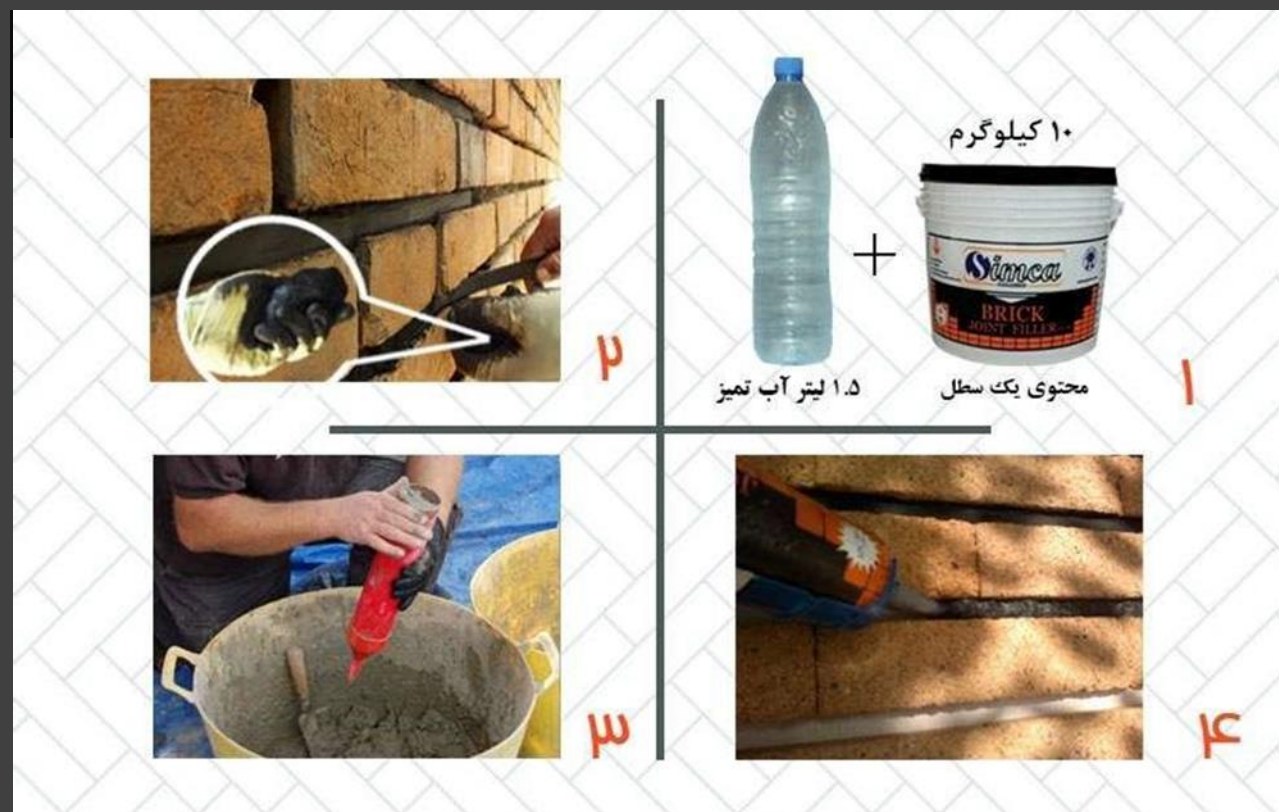 ۱۰ کیلوگرم
Simca
BRICK
JOINT FILLER
محتوی یک سطل
+
۱.۵ لیتر آب تمیز
۱
۲
۳
۴